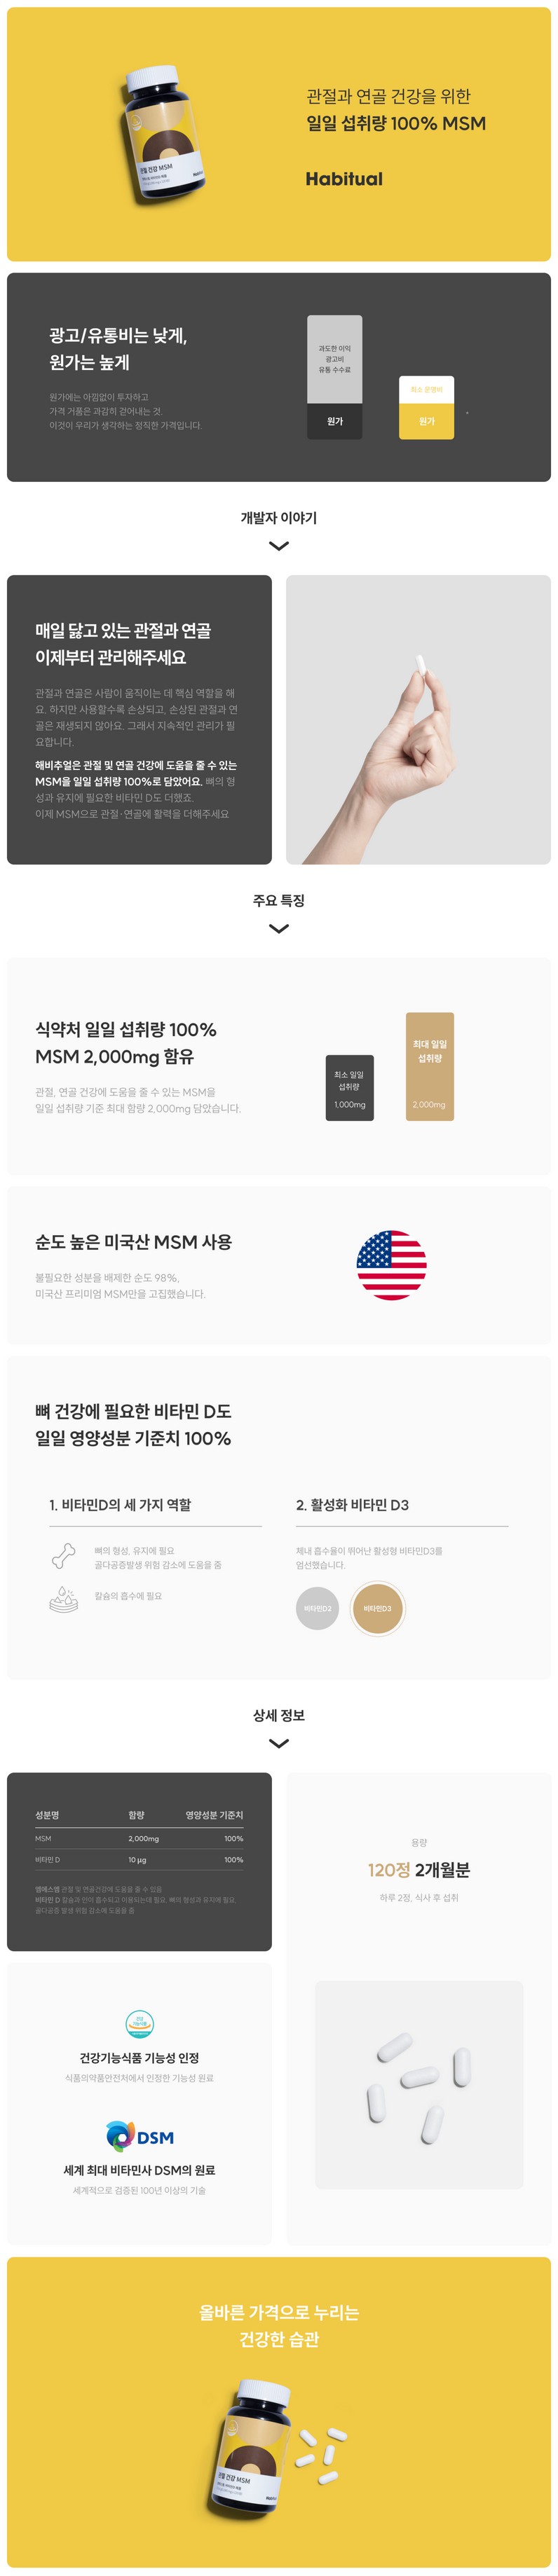 관절과 연골 건강을 위한
일일 섭취량 100% MSM
Habitual
관절 건강 MSM
Habitual
광고/유통비는 낮게,
원가는 높게
원가에는 아낌없이 투자하고
가격 거품은 과감히 걷어내는 것,
이것이 우리가 생각하는 정직한 가격입니다.
과도한 이익
광고비
유통 수수료
원가
최소 운영비
원가
개발자 이야기
매일 닳고 있는 관절과 연골
이제부터 관리해주세요
관절과 연골은 사람이 움직이는 데 핵심 역할을 해
요. 하지만 사용할수록 손상되고, 손상된 관절과 연
골은 재생되지 않아요. 그래서 지속적인 관리가 필
요합니다.
해비추얼은 관절 및 연골 건강에 도움을 줄 수 있는
MSM을 일일 섭취량 100%로 담았어요. 뼈의 형
성과 유지에 필요한 비타민 D도 더했죠.
이제 MSM으로 관절·연골에 활력을 더해주세요
주요 특징
식약처 일일 섭취량 100%
MSM 2,000mg 함유
관절, 연골 건강에 도움을 줄 수 있는 MSM을
일일 섭취량 기준 최대 함량 2,000mg 담았습니다.
최소 일일
섭취량
1,000mg
최대 일일
섭취량
2,000mg
순도 높은 미국산 MSM 사용
불필요한 성분을 배제한 순도 98%,
미국산 프리미엄 MSM만을 고집했습니다.
뼈 건강에 필요한 비타민 D도
일일 영양성분 기준치 100%
1. 비타민D의 세 가지 역할
뼈의 형성, 유지에 필요
골다공증발생 위험 감소에 도움을 줌
칼슘의 흡수에 필요
2. 활성화 비타민 D3
체내 흡수율이 뛰어난 활성형 비타민D3를
엄선했습니다.
비타민D2
비타민D3
상세 정보
성분명 함량 영양성분 기준치
MSM 2,000mg 100%
비타민 D 10 μg 100%
엠에스엠 관절 및 연골건강에 도움을 줄 수 있음
비타민 D 칼슘과 인이 흡수되고 이용되는데 필요, 뼈의 형성과 유지에 필요,
골다공증 발생 위험 감소에 도움을 줌
용량
120정 2개월분
하루 2정, 식사 후 섭취
건강
기능식품
건강기능식품 기능성 인정
식품의약품안전처에서 인정한 기능성 원료
DSM
세계 최대 비타민사 DSM의 원료
세계적으로 검증된 100년 이상의 기술
올바른 가격으로 누리는
건강한 습관
관절 건강 MSM
Habitual